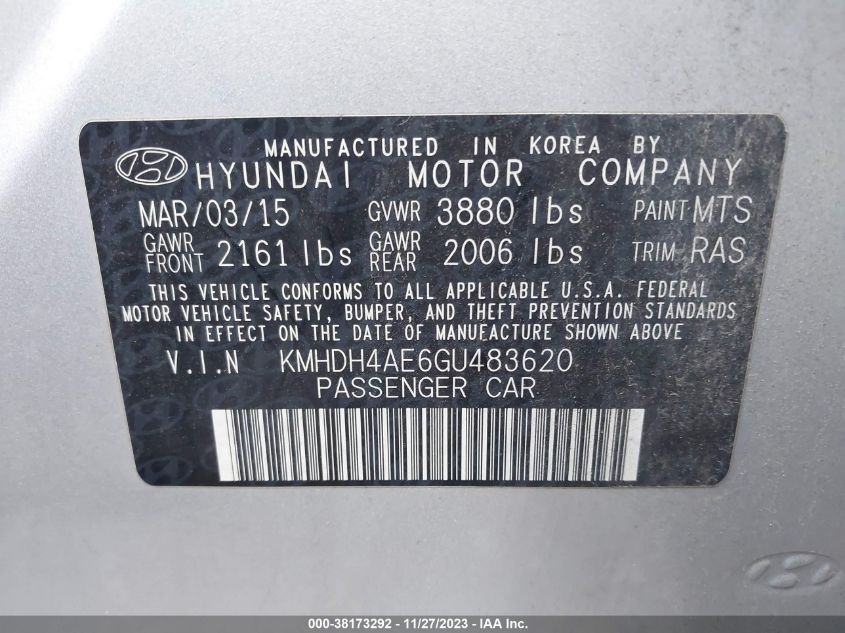 MANUFACTURED IN KOREA BY
HYUNDAI MOTOR COMPANY
MAR/03/15 GVWR 3880 lbs PAINT MTS
GAWR FRONT 2161 lbs GAWR REAR 2006 lbs TRIM RAS
THIS VEHICLE CONFORMS TO ALL APPLICABLE U.S.A. FEDERAL
MOTOR VEHICLE SAFETY, BUMPER, AND THEFT PREVENTION STANDARDS
IN EFFECT ON THE DATE OF MANUFACTURE SHOWN ABOVE
V.I.N KMHDH4AE6GU483620
PASSENGER CAR
000-38173292 - 11/27/2023 - IAA Inc.